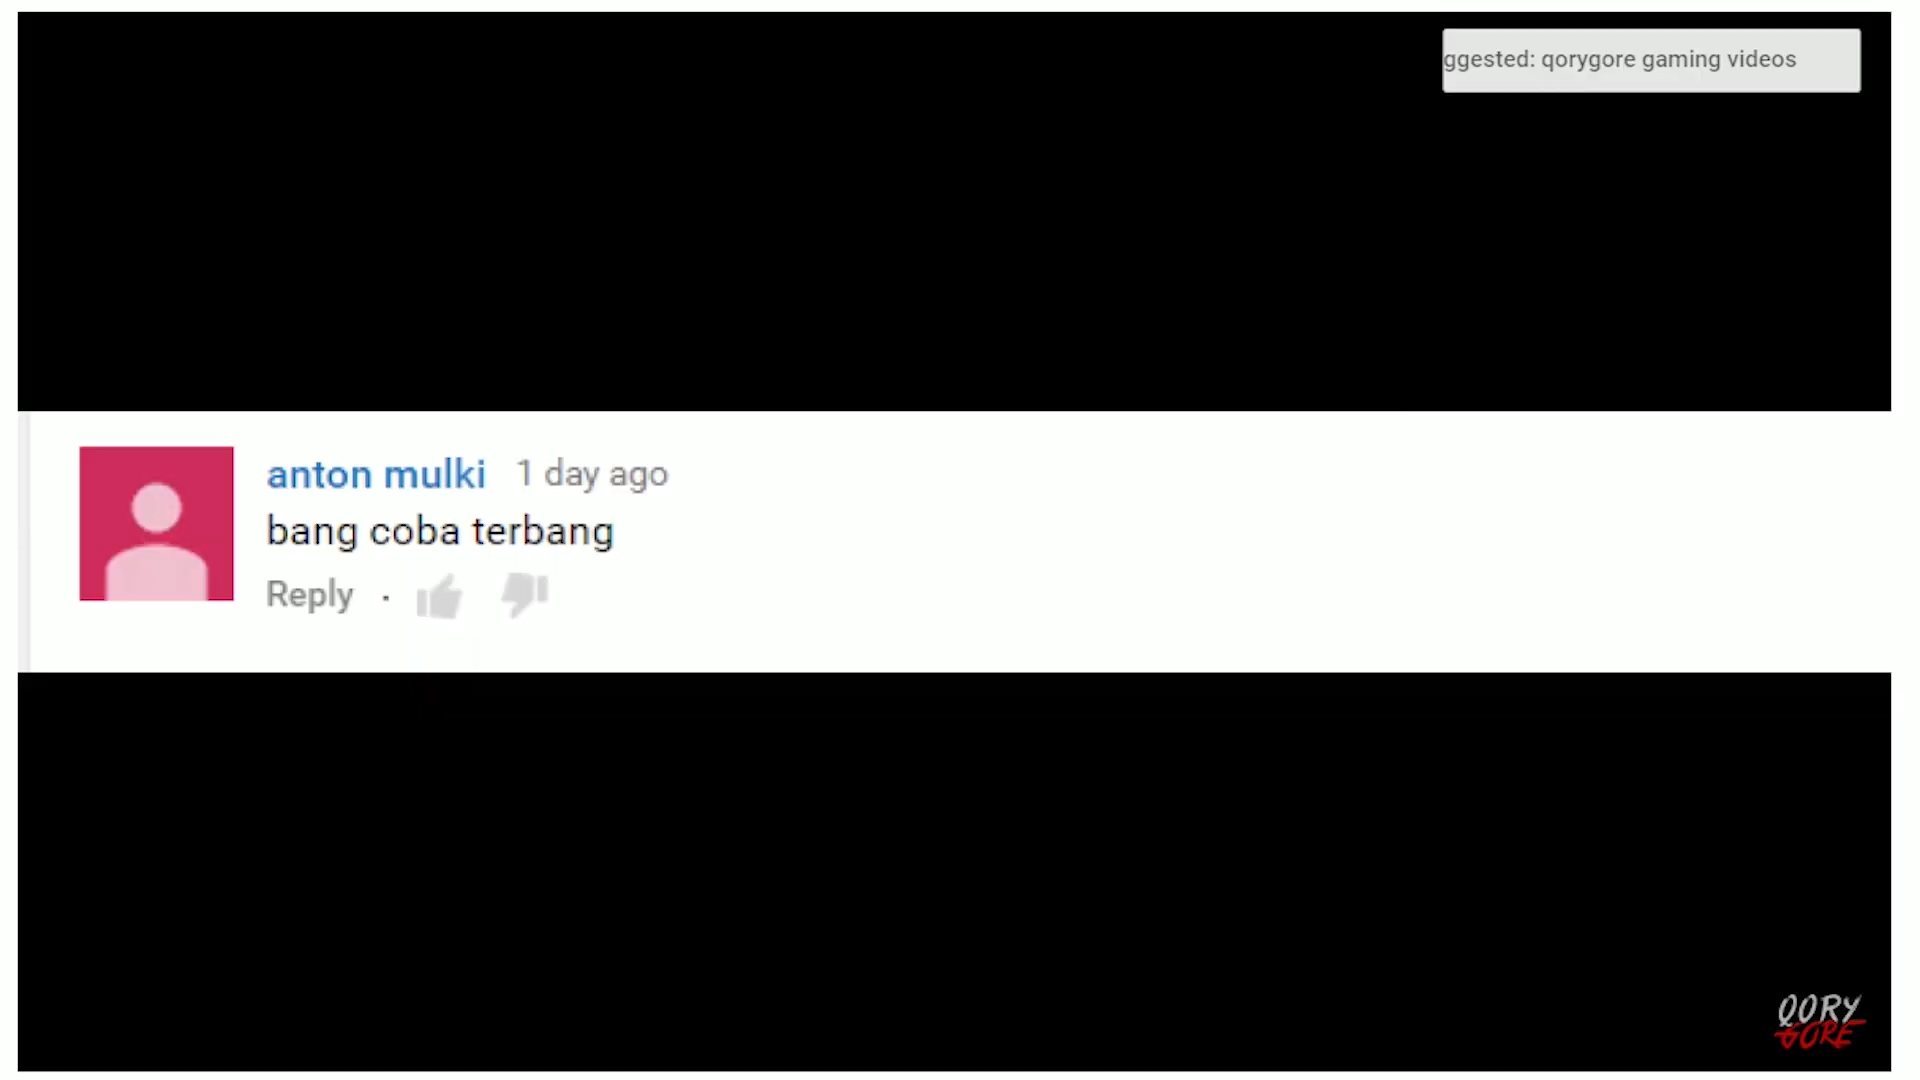 ggested: qorygore gaming videos
anton mulki 1 day ago
bang coba terbang
Reply ·
QORY
GORE